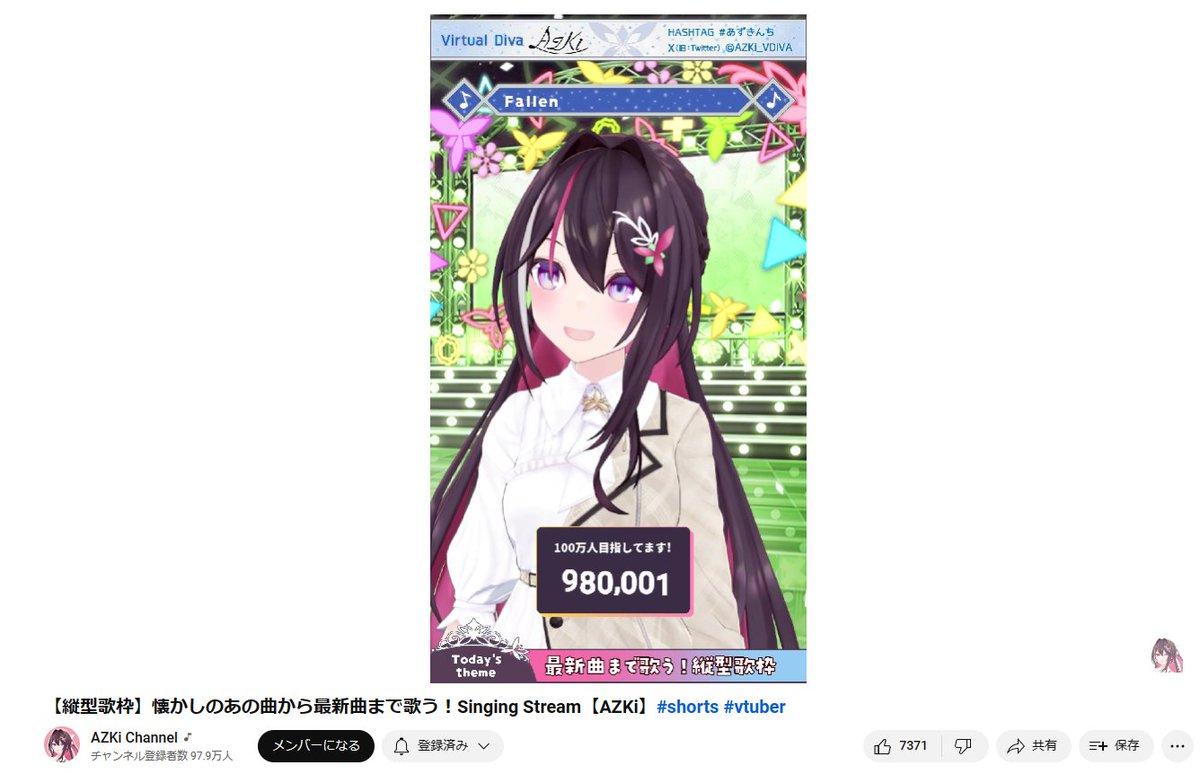 Virtual Diva AZKi
HASHTAG #あずきんち
X(旧:Twitter) @AZKi_VDiVA
Fallen
100万人目指してます!
980,001
Today's
theme
最新曲まで歌う!縦型歌枠
【縦型歌枠】懐かしのあの曲から最新曲まで歌う!Singing Stream【AZKi】#shorts #vtuber
AZKi Channel
チャンネル登録者数 97.9万人
メンバーになる
登録済み
7371
共有
保存